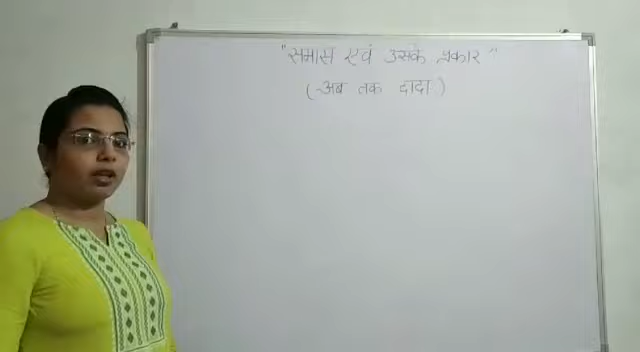 "समास एवं उसके प्रकार"
(अब तक दादा)